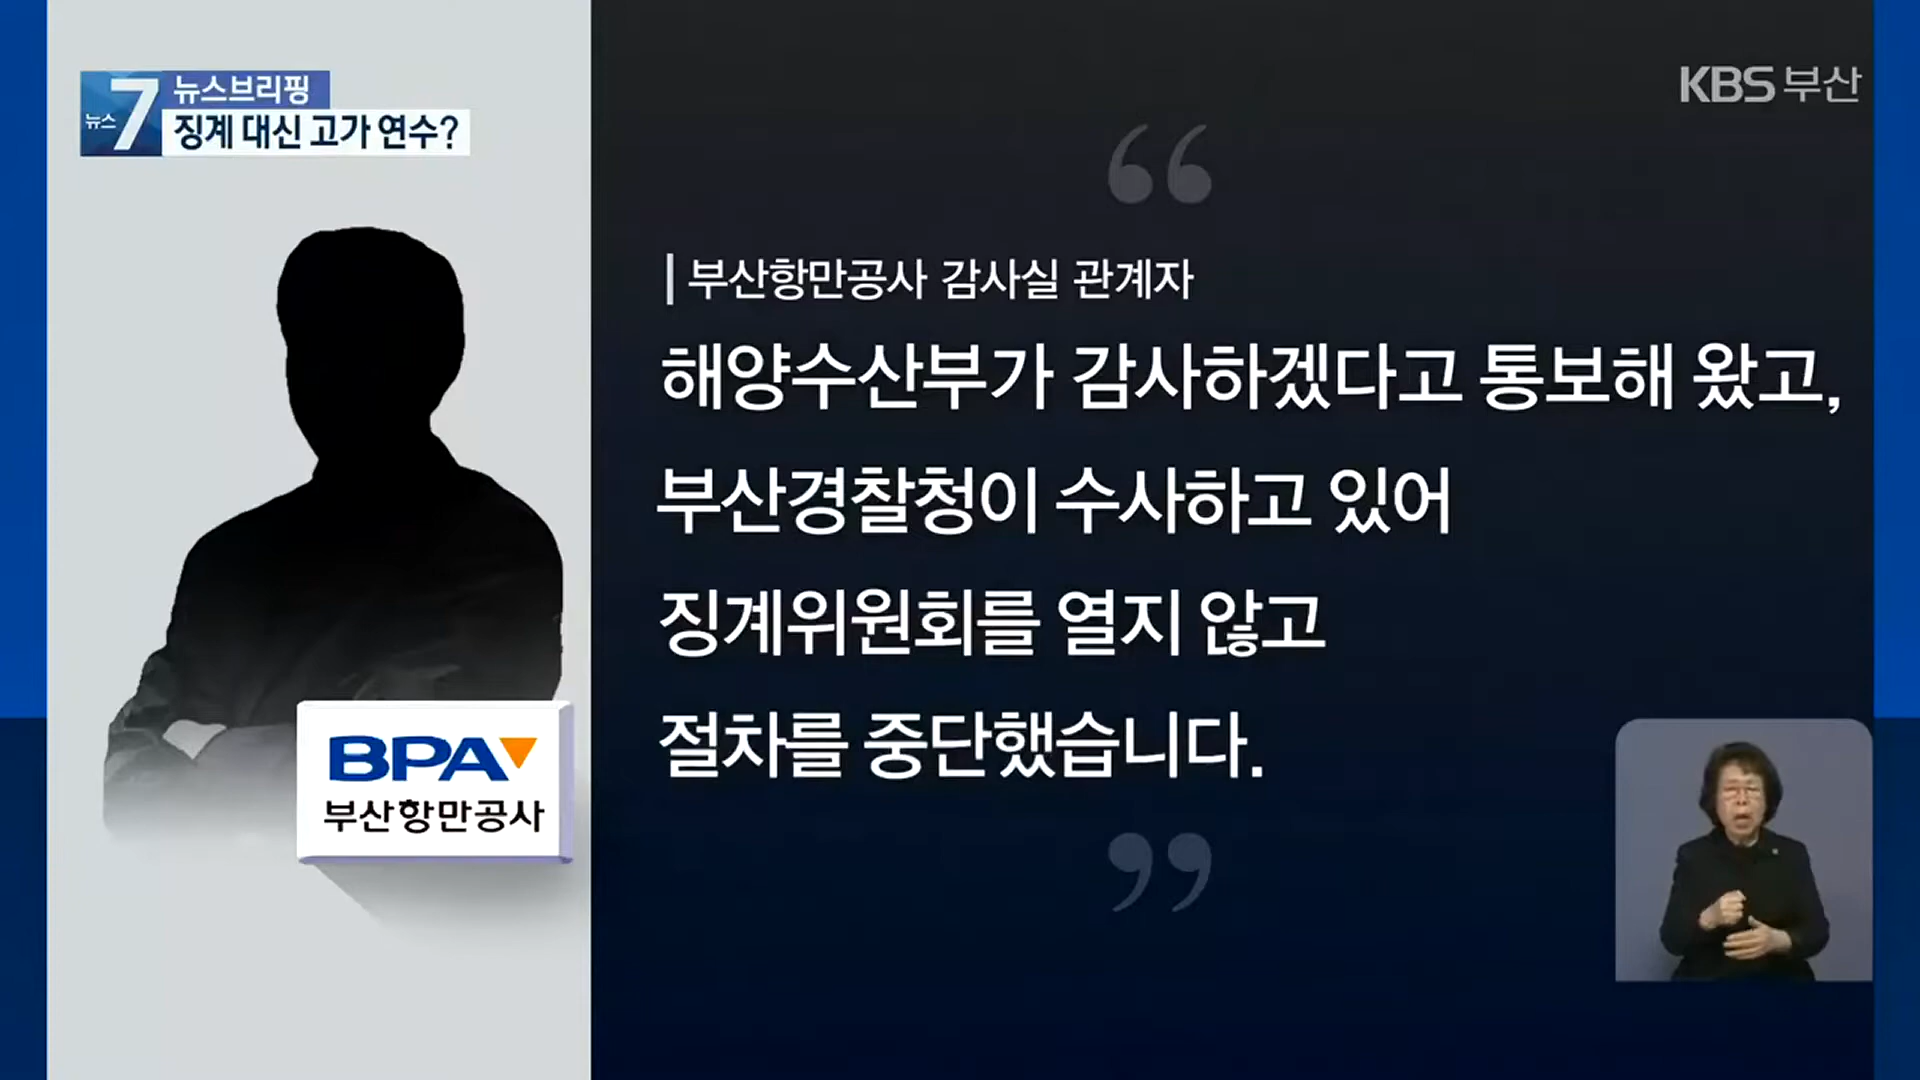 뉴스7
뉴스브리핑
징계 대신 고가 연수?
KBS 부산
부산항만공사 감사실 관계자
해양수산부가 감사하겠다고 통보해 왔고,
부산경찰청이 수사하고 있어
징계위원회를 열지 않고
절차를 중단했습니다.
BPA
부산항만공사